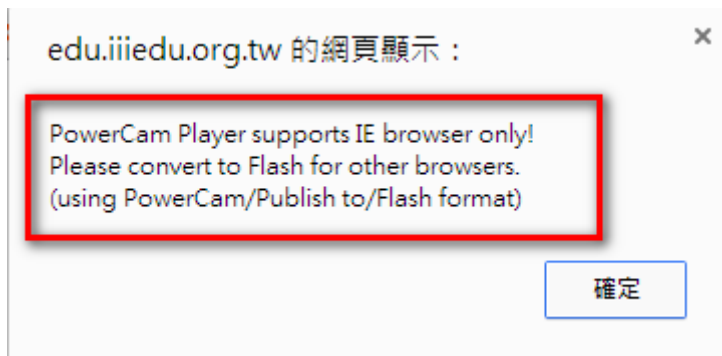 edu.iiiedu.org.tw 的網頁顯示：
PowerCam Player supports IE browser only!
Please convert to Flash for other browsers.
(using PowerCam/Publish to/Flash format)
確定